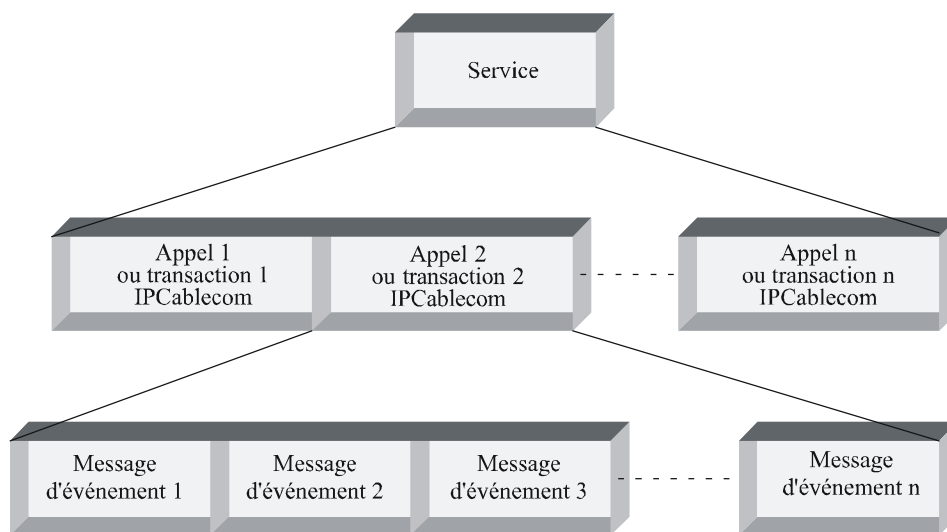 Service
Appel 1
ou transaction 1
IPCablecom
Appel 2
ou transaction 2
IPCablecom
Appel n
ou transaction n
IPCablecom
Message
d'événement 1
Message
d'événement 2
Message
d'événement 3
Message
d'événement n